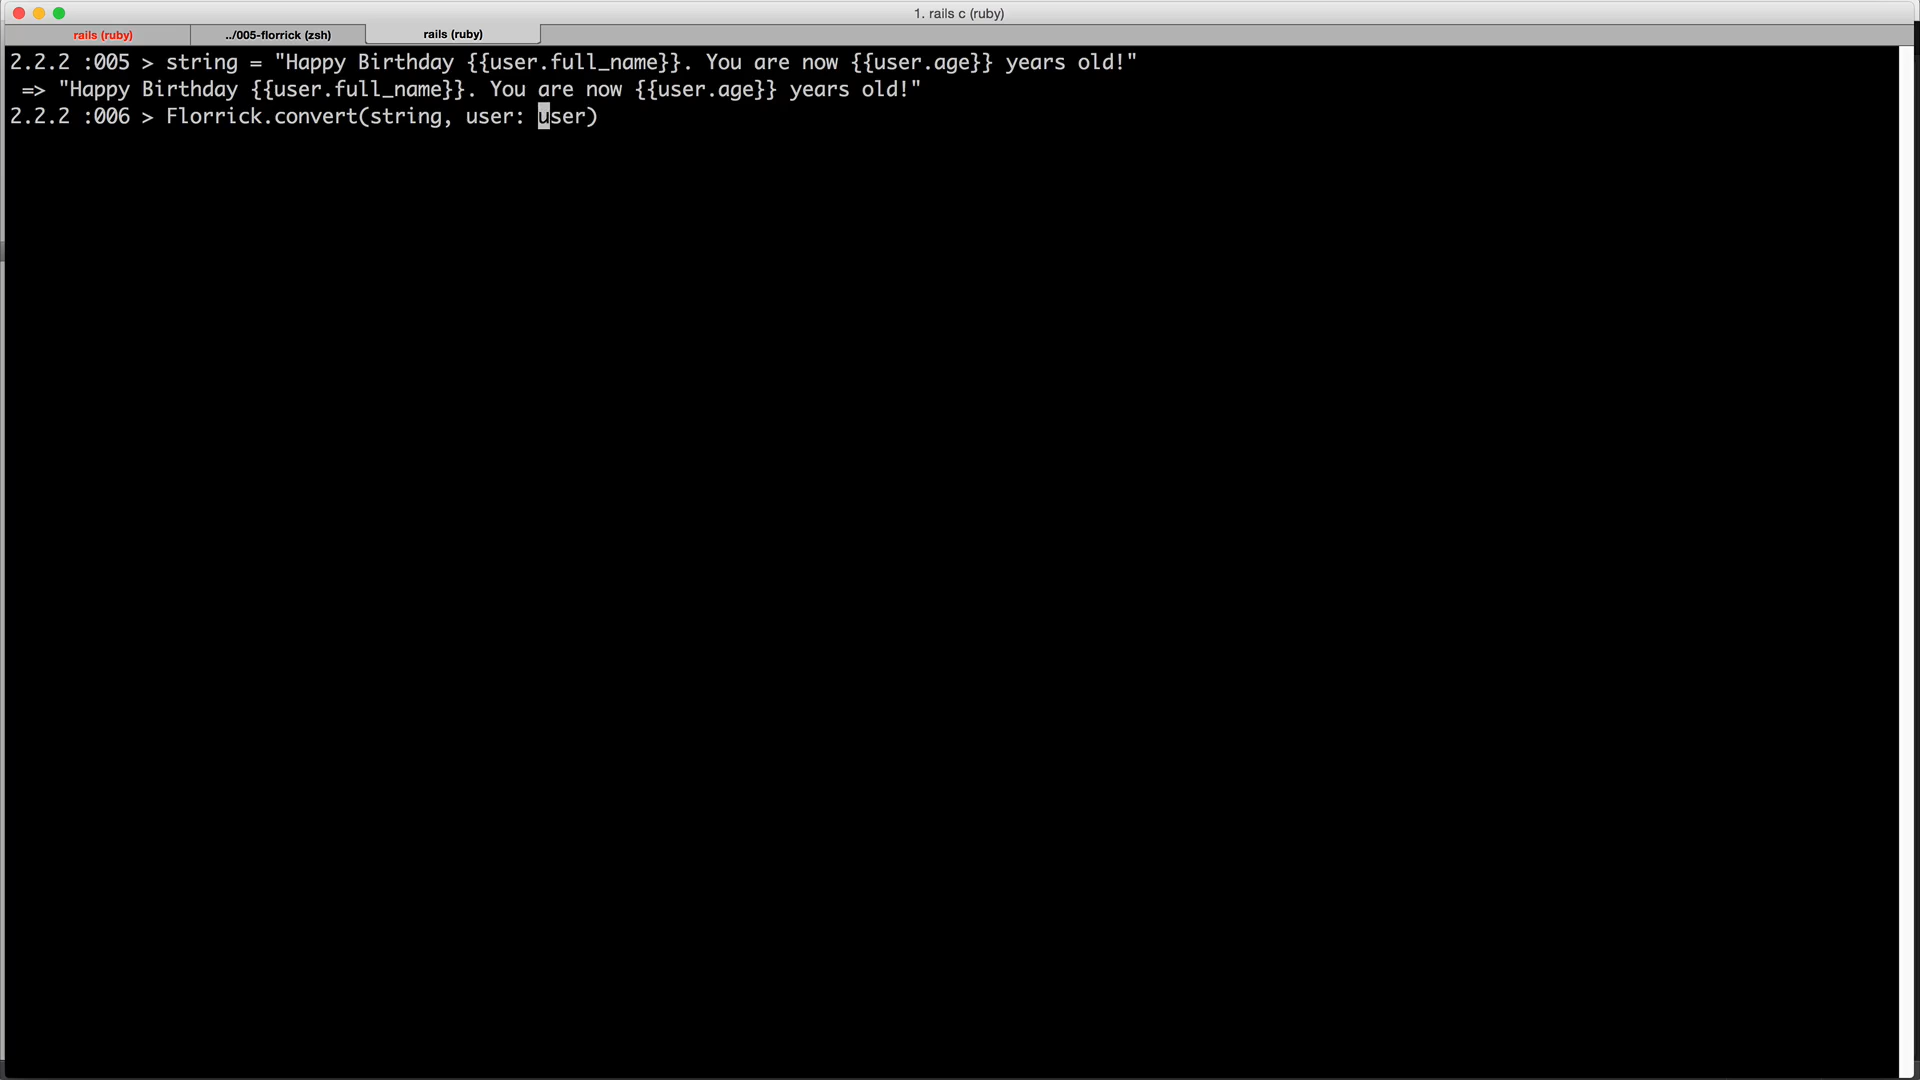 1. rails c (ruby)
rails (ruby) ../005-florrick (zsh) rails (ruby)
2.2.2 :005 > string = "Happy Birthday {{user.full_name}}. You are now {{user.age}} years old!"
=> "Happy Birthday {{user.full_name}}. You are now {{user.age}} years old!"
2.2.2 :006 > Florrick.convert(string, user: user)